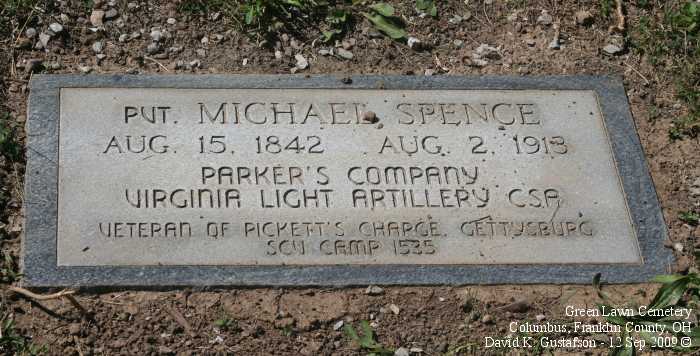 PVT. MICHAEL SPENCE
AUG. 15. 1842 AUG. 2. 1913
PARKER'S COMPANY
VIRGINIA LIGHT ARTILLERY CSA
VETERAN OF PICKETT'S CHARGE, GETTYSBURG
SCV CAMP 1535
Green Lawn Cemetery
Columbus, Franklin County, OH
David K. Gustafson - 12 Sep 2009 ©